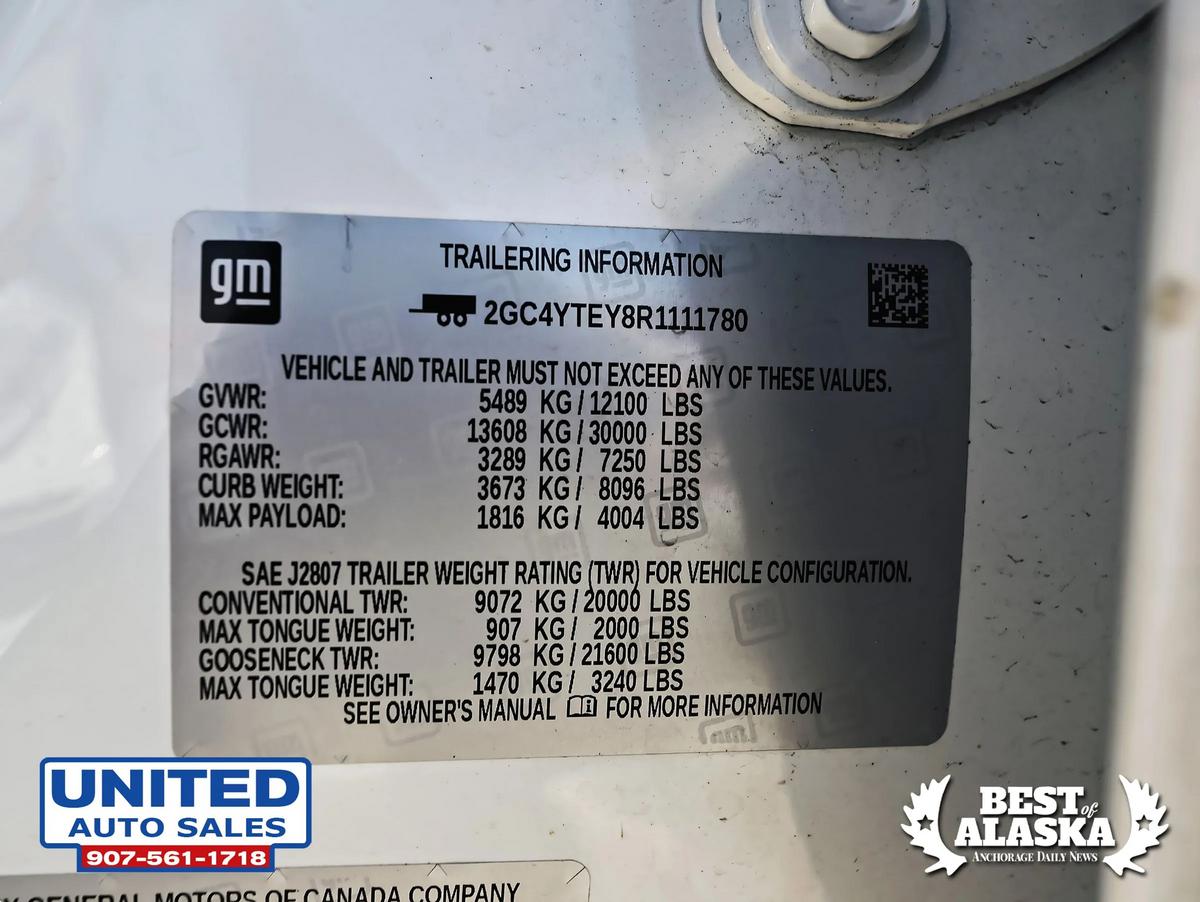 gm
TRAILERING INFORMATION
2GC4YTEY8R1111780
VEHICLE AND TRAILER MUST NOT EXCEED ANY OF THESE VALUES.
GVWR: 5489 KG / 12100 LBS
GCWR: 13608 KG / 30000 LBS
RGAWR: 3289 KG / 7250 LBS
CURB WEIGHT: 3673 KG / 8096 LBS
MAX PAYLOAD: 1816 KG / 4004 LBS
SAE J2807 TRAILER WEIGHT RATING (TWR) FOR VEHICLE CONFIGURATION.
CONVENTIONAL TWR: 9072 KG / 20000 LBS
MAX TONGUE WEIGHT: 907 KG / 2000 LBS
GOOSENECK TWR: 9798 KG / 21600 LBS
MAX TONGUE WEIGHT: 1470 KG / 3240 LBS
SEE OWNER'S MANUAL FOR MORE INFORMATION
UNITED
AUTO SALES
907-561-1718
BEST of
ALASKA
ANCHORAGE DAILY NEWS
GENERAL MOTORS OF CANADA COMPANY